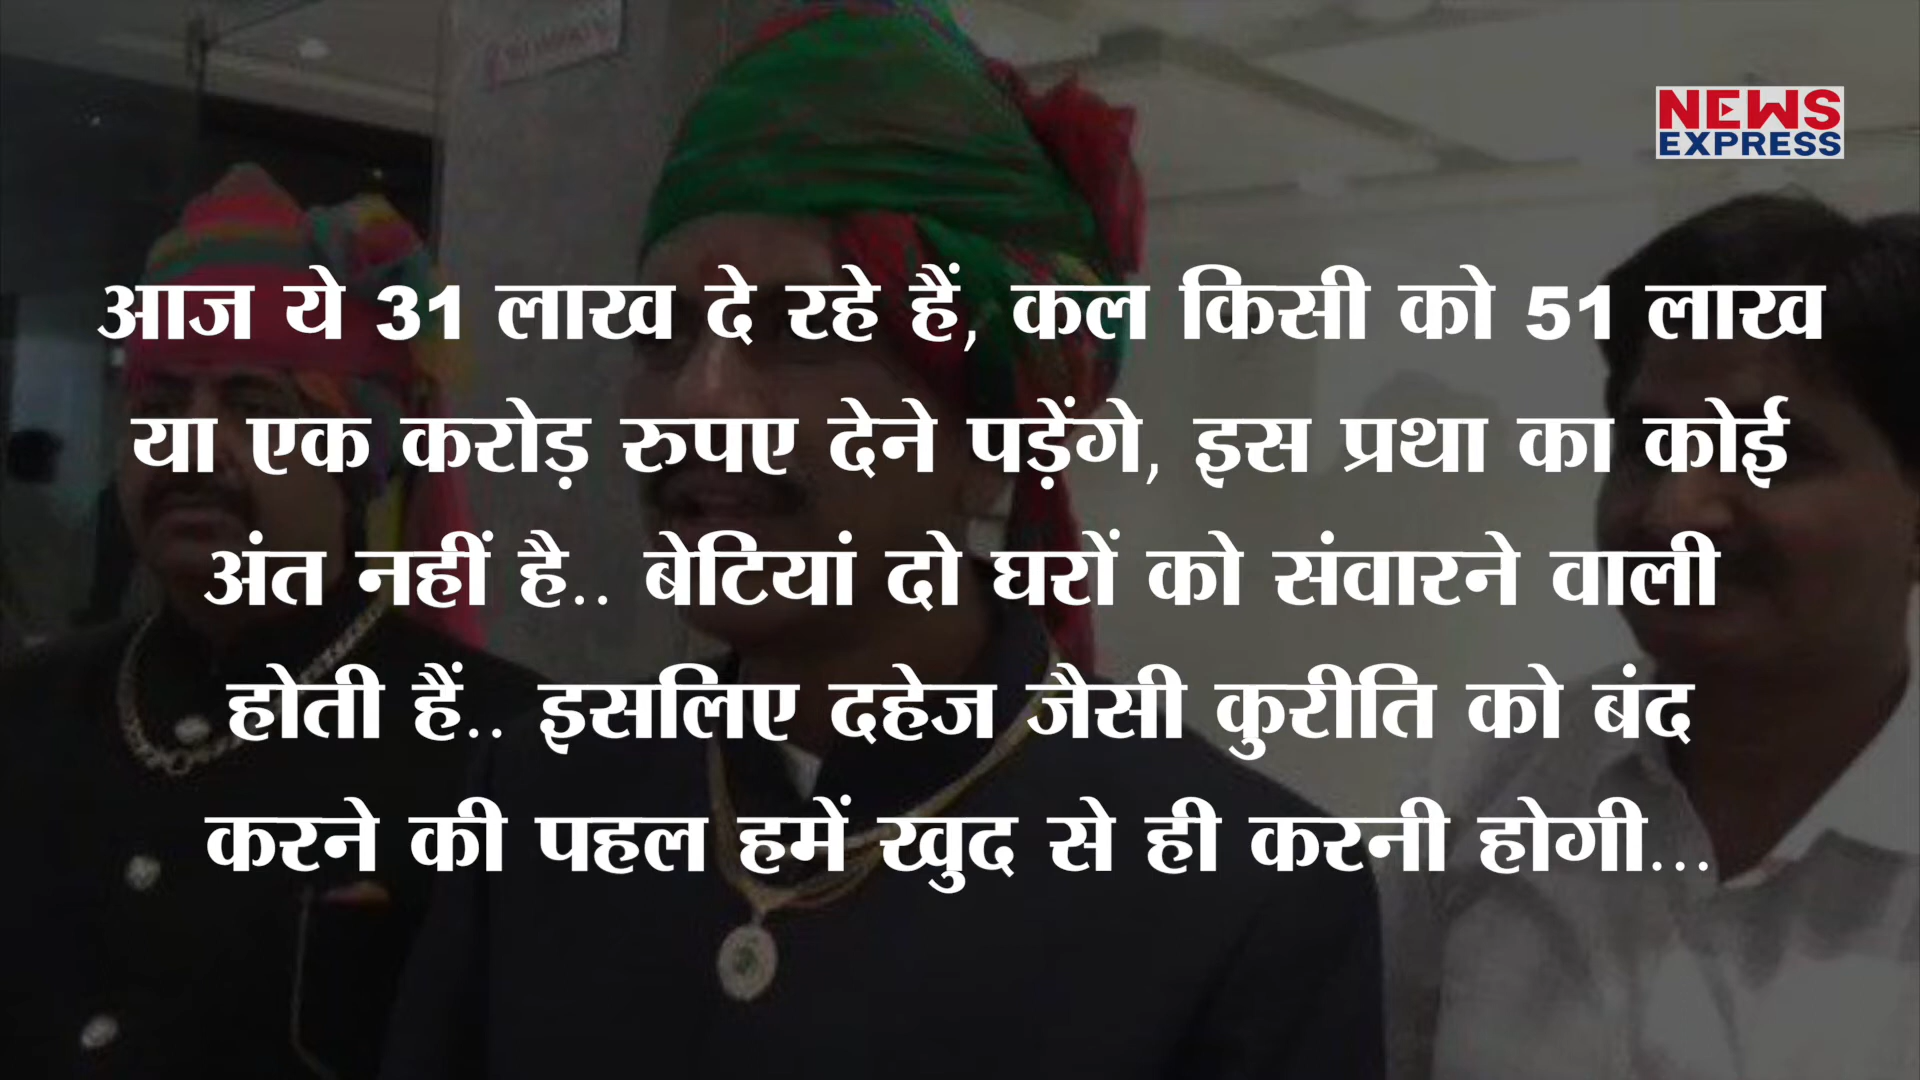 NEWS
EXPRESS
आज ये 31 लाख दे रहे हैं, कल किसी को 51 लाख
या एक करोड़ रुपए देने पड़ेंगे, इस प्रथा का कोई
अंत नहीं है.. बेटियां दो घरों को संवारने वाली
होती हैं.. इसलिए दहेज जैसी कुरीति को बंद
करने की पहल हमें खुद से ही करनी होगी...